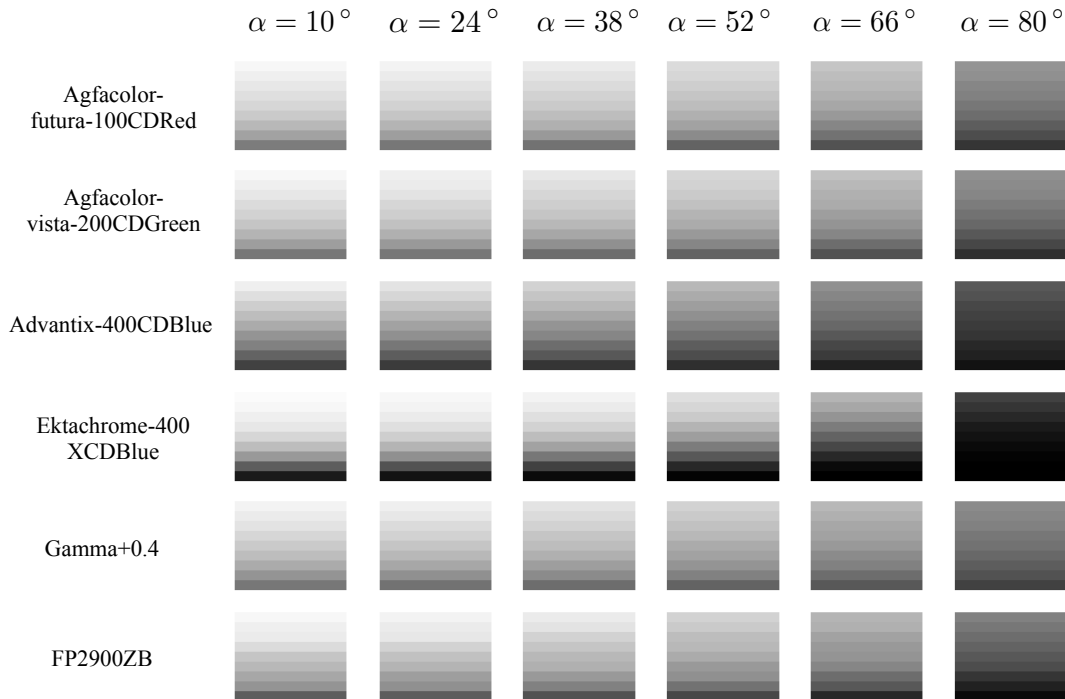 α = 10° α = 24° α = 38° α = 52° α = 66° α = 80°
Agfacolor-
futura-100CDRed
Agfacolor-
vista-200CDGreen
Advantix-400CDBlue
Ektachrome-400
XCDBlue
Gamma+0.4
FP2900ZB